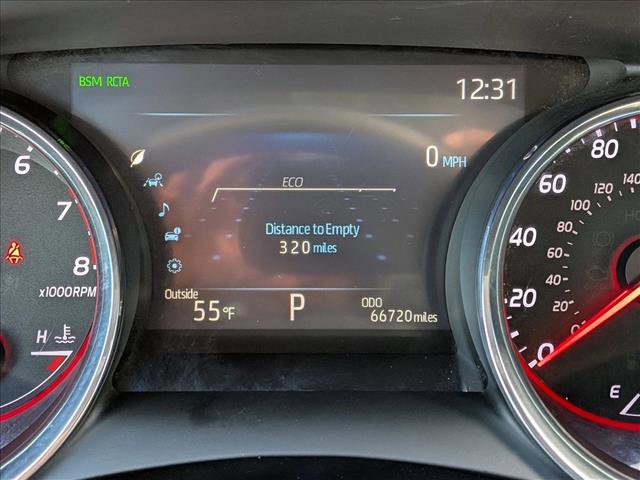 BSM RCTA
12:31
0 MPH
ECO
Distance to Empty
320 miles
Outside
55°F
P
ODO
66720 miles
6
7
8
x1000RPM
H
80
60
40
20
0
140
120
100
80
60
40
20
0
E